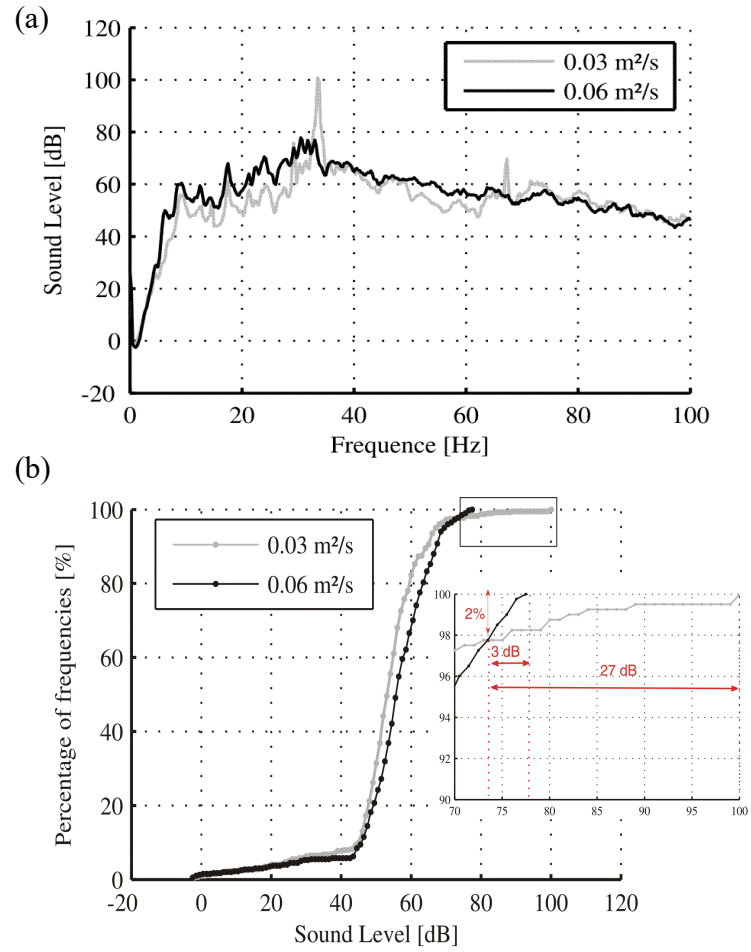 (a)
120
100
80
60
40
20
0
-20
Sound Level [dB]
0.03 m²/s
0.06 m²/s
0 20 40 60 80 100
Frequence [Hz]
(b)
100
80
60
40
20
0
Percentage of frequencies [%]
0.03 m²/s
0.06 m²/s
100
98
96
94
92
90
2%
3 dB
27 dB
70 75 80 85 90 95 100
-20 0 20 40 60 80 100 120
Sound Level [dB]